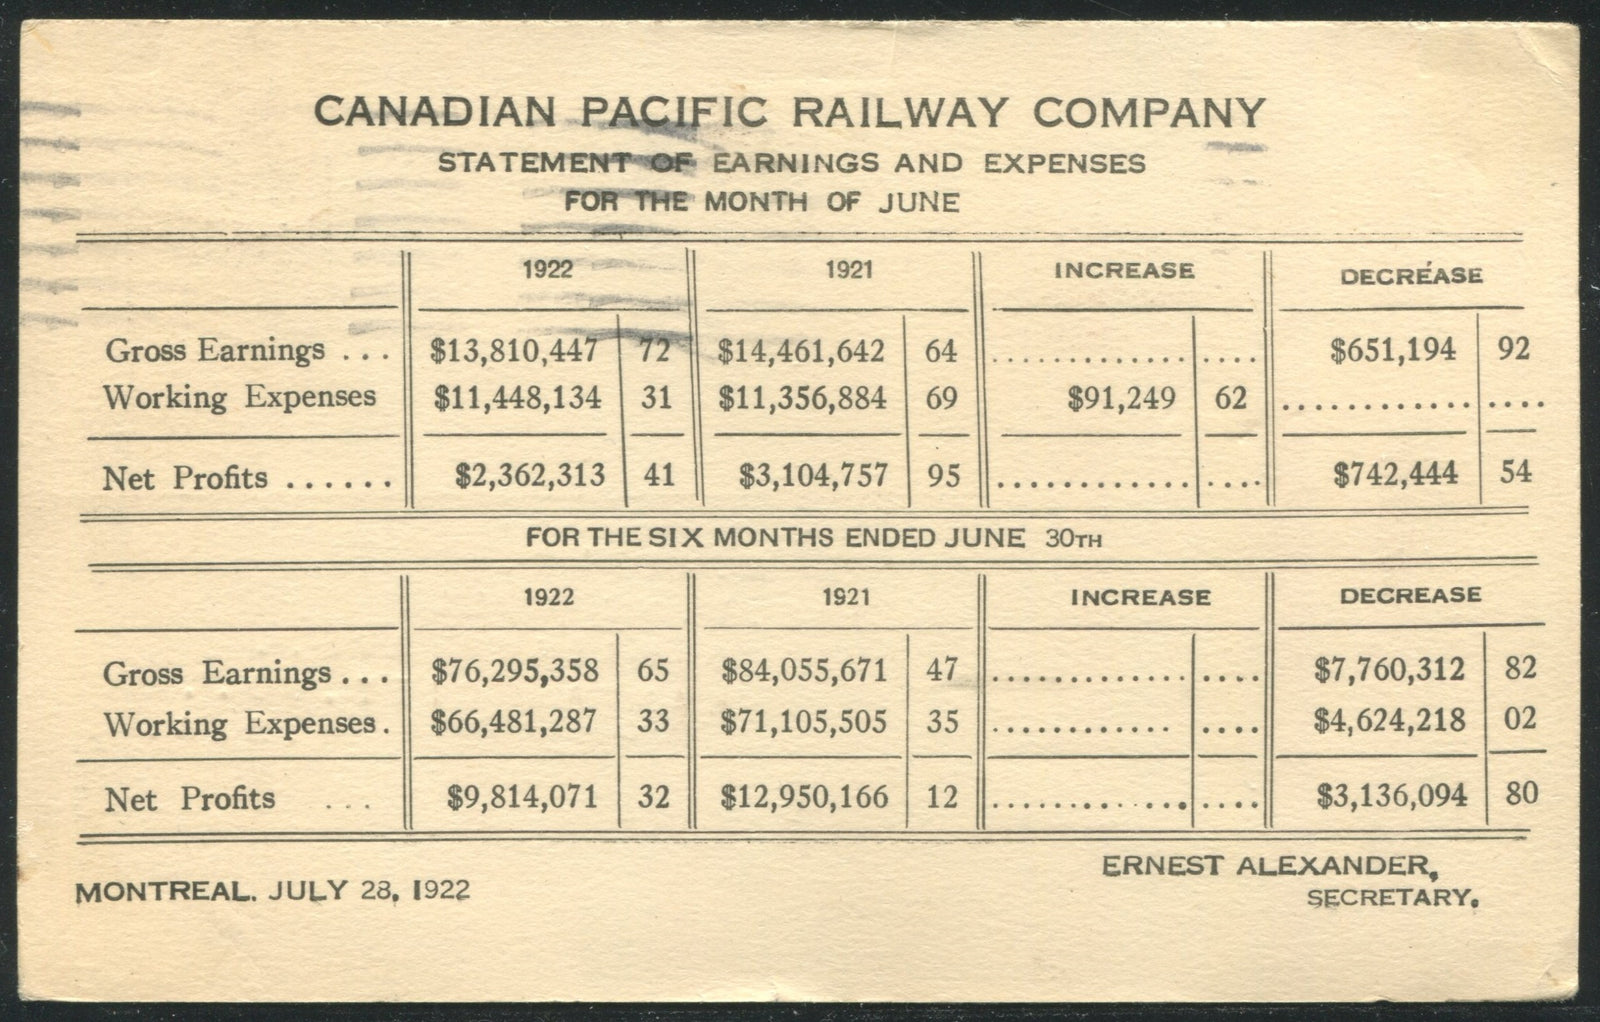 CANADIAN PACIFIC RAILWAY COMPANY
STATEMENT OF EARNINGS AND EXPENSES
FOR THE MONTH OF JUNE
1922 1921 INCREASE DECREASE
Gross Earnings ... $13,810,447 72 $14,461,642 64 ............. .... $651,194 92
Working Expenses $11,448,134 31 $11,356,884 69 $91,249 62 ............ ....
Net Profits ...... $2,362,313 41 $3,104,757 95 ............ .... $742,444 54
FOR THE SIX MONTHS ENDED JUNE 30TH
1922 1921 INCREASE DECREASE
Gross Earnings... $76,295,358 65 $84,055,671 47 ............. .... $7,760,312 82
Working Expenses. $66,481,287 33 $71,105,505 35 ............ .... $4,624,218 02
Net Profits ... $9,814,071 32 $12,950,166 12 ............. .... $3,136,094 80
MONTREAL. JULY 28, 1922
ERNEST ALEXANDER,
SECRETARY.